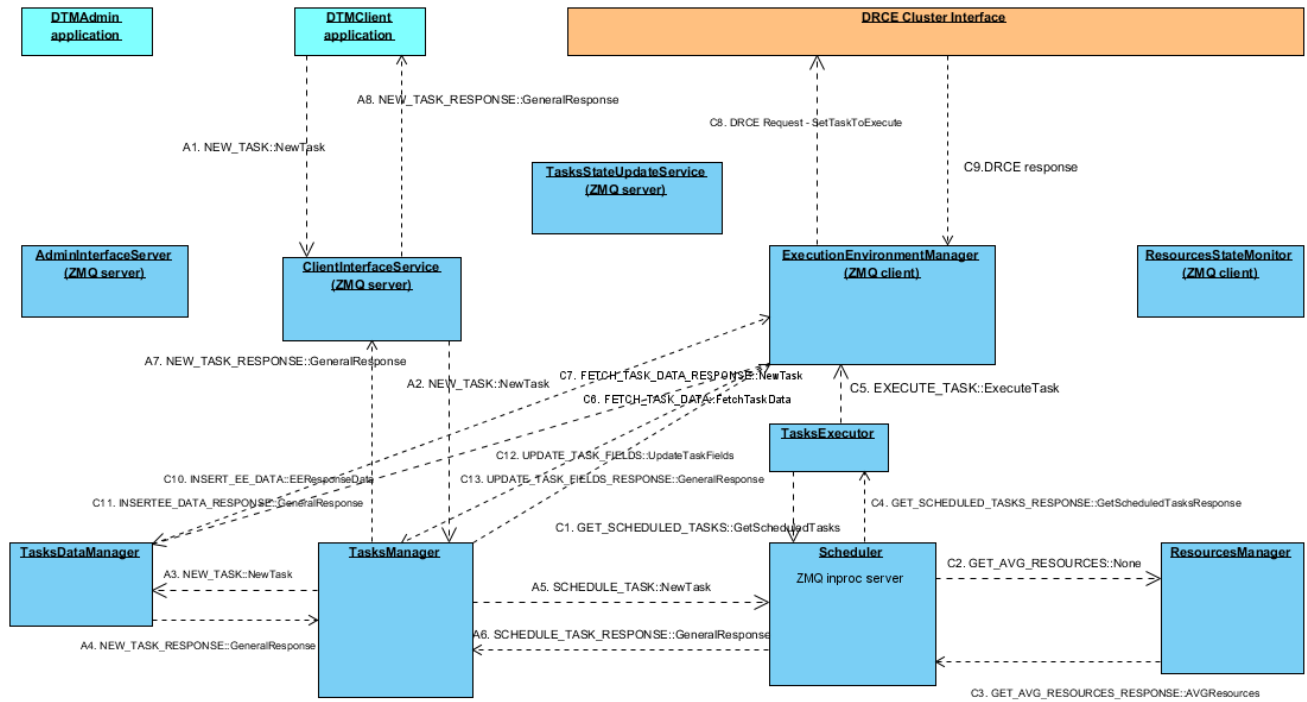 DTMAdmin
application
DTMClient
application
DRCE Cluster Interface
A8. NEW_TASK_RESPONSE::GeneralResponse
C8. DRCE Request - SetTaskToExecute
A1. NEW_TASK::NewTask
TasksStateUpdateService
(ZMQ server)
C9.DRCE response
AdminInterfaceServer
(ZMQ server)
ClientInterfaceService
(ZMQ server)
ExecutionEnvironmentManager
(ZMQ client)
ResourcesStateMonitor
(ZMQ client)
A7. NEW_TASK_RESPONSE::GeneralResponse
A2. NEW_TASK::NewTask
C7. FETCH_TASK_DATA_RESPONSE::NewTask
C6. FETCH_TASK_DATA::FetchTaskData
C5. EXECUTE_TASK::ExecuteTask
TasksExecutor
C12. UPDATE_TASK_FIELDS::UpdateTaskFields
C10. INSERT_EE_DATA::EEResponseData
C13. UPDATE_TASK_FIELDS_RESPONSE::GeneralResponse
C11. INSERTEE_DATA_RESPONSE::GeneralResponse
C4. GET_SCHEDULED_TASKS_RESPONSE::GetScheduledTasksResponse
C1. GET_SCHEDULED_TASKS::GetScheduledTasks
TasksDataManager
TasksManager
Scheduler
ZMQ inproc server
ResourcesManager
C2. GET_AVG_RESOURCES::None
A3. NEW_TASK::NewTask
A5. SCHEDULE_TASK::NewTask
A6. SCHEDULE_TASK_RESPONSE::GeneralResponse
A4. NEW_TASK_RESPONSE::GeneralResponse
C3. GET_AVG_RESOURCES_RESPONSE::AVGResources